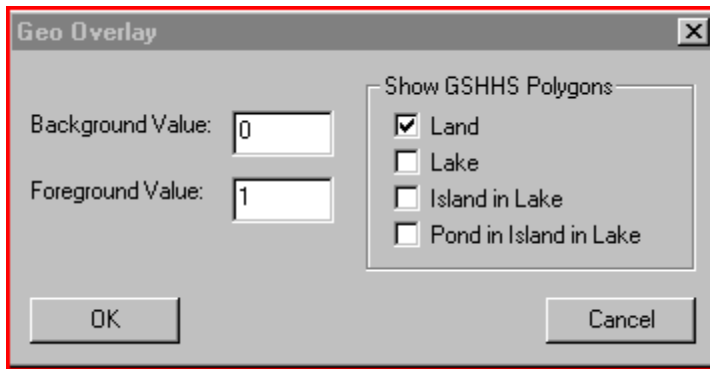 Geo Overlay
Background Value: 0
Foreground Value: 1
Show GSHHS Polygons
Land
Lake
Island in Lake
Pond in Island in Lake
OK
Cancel